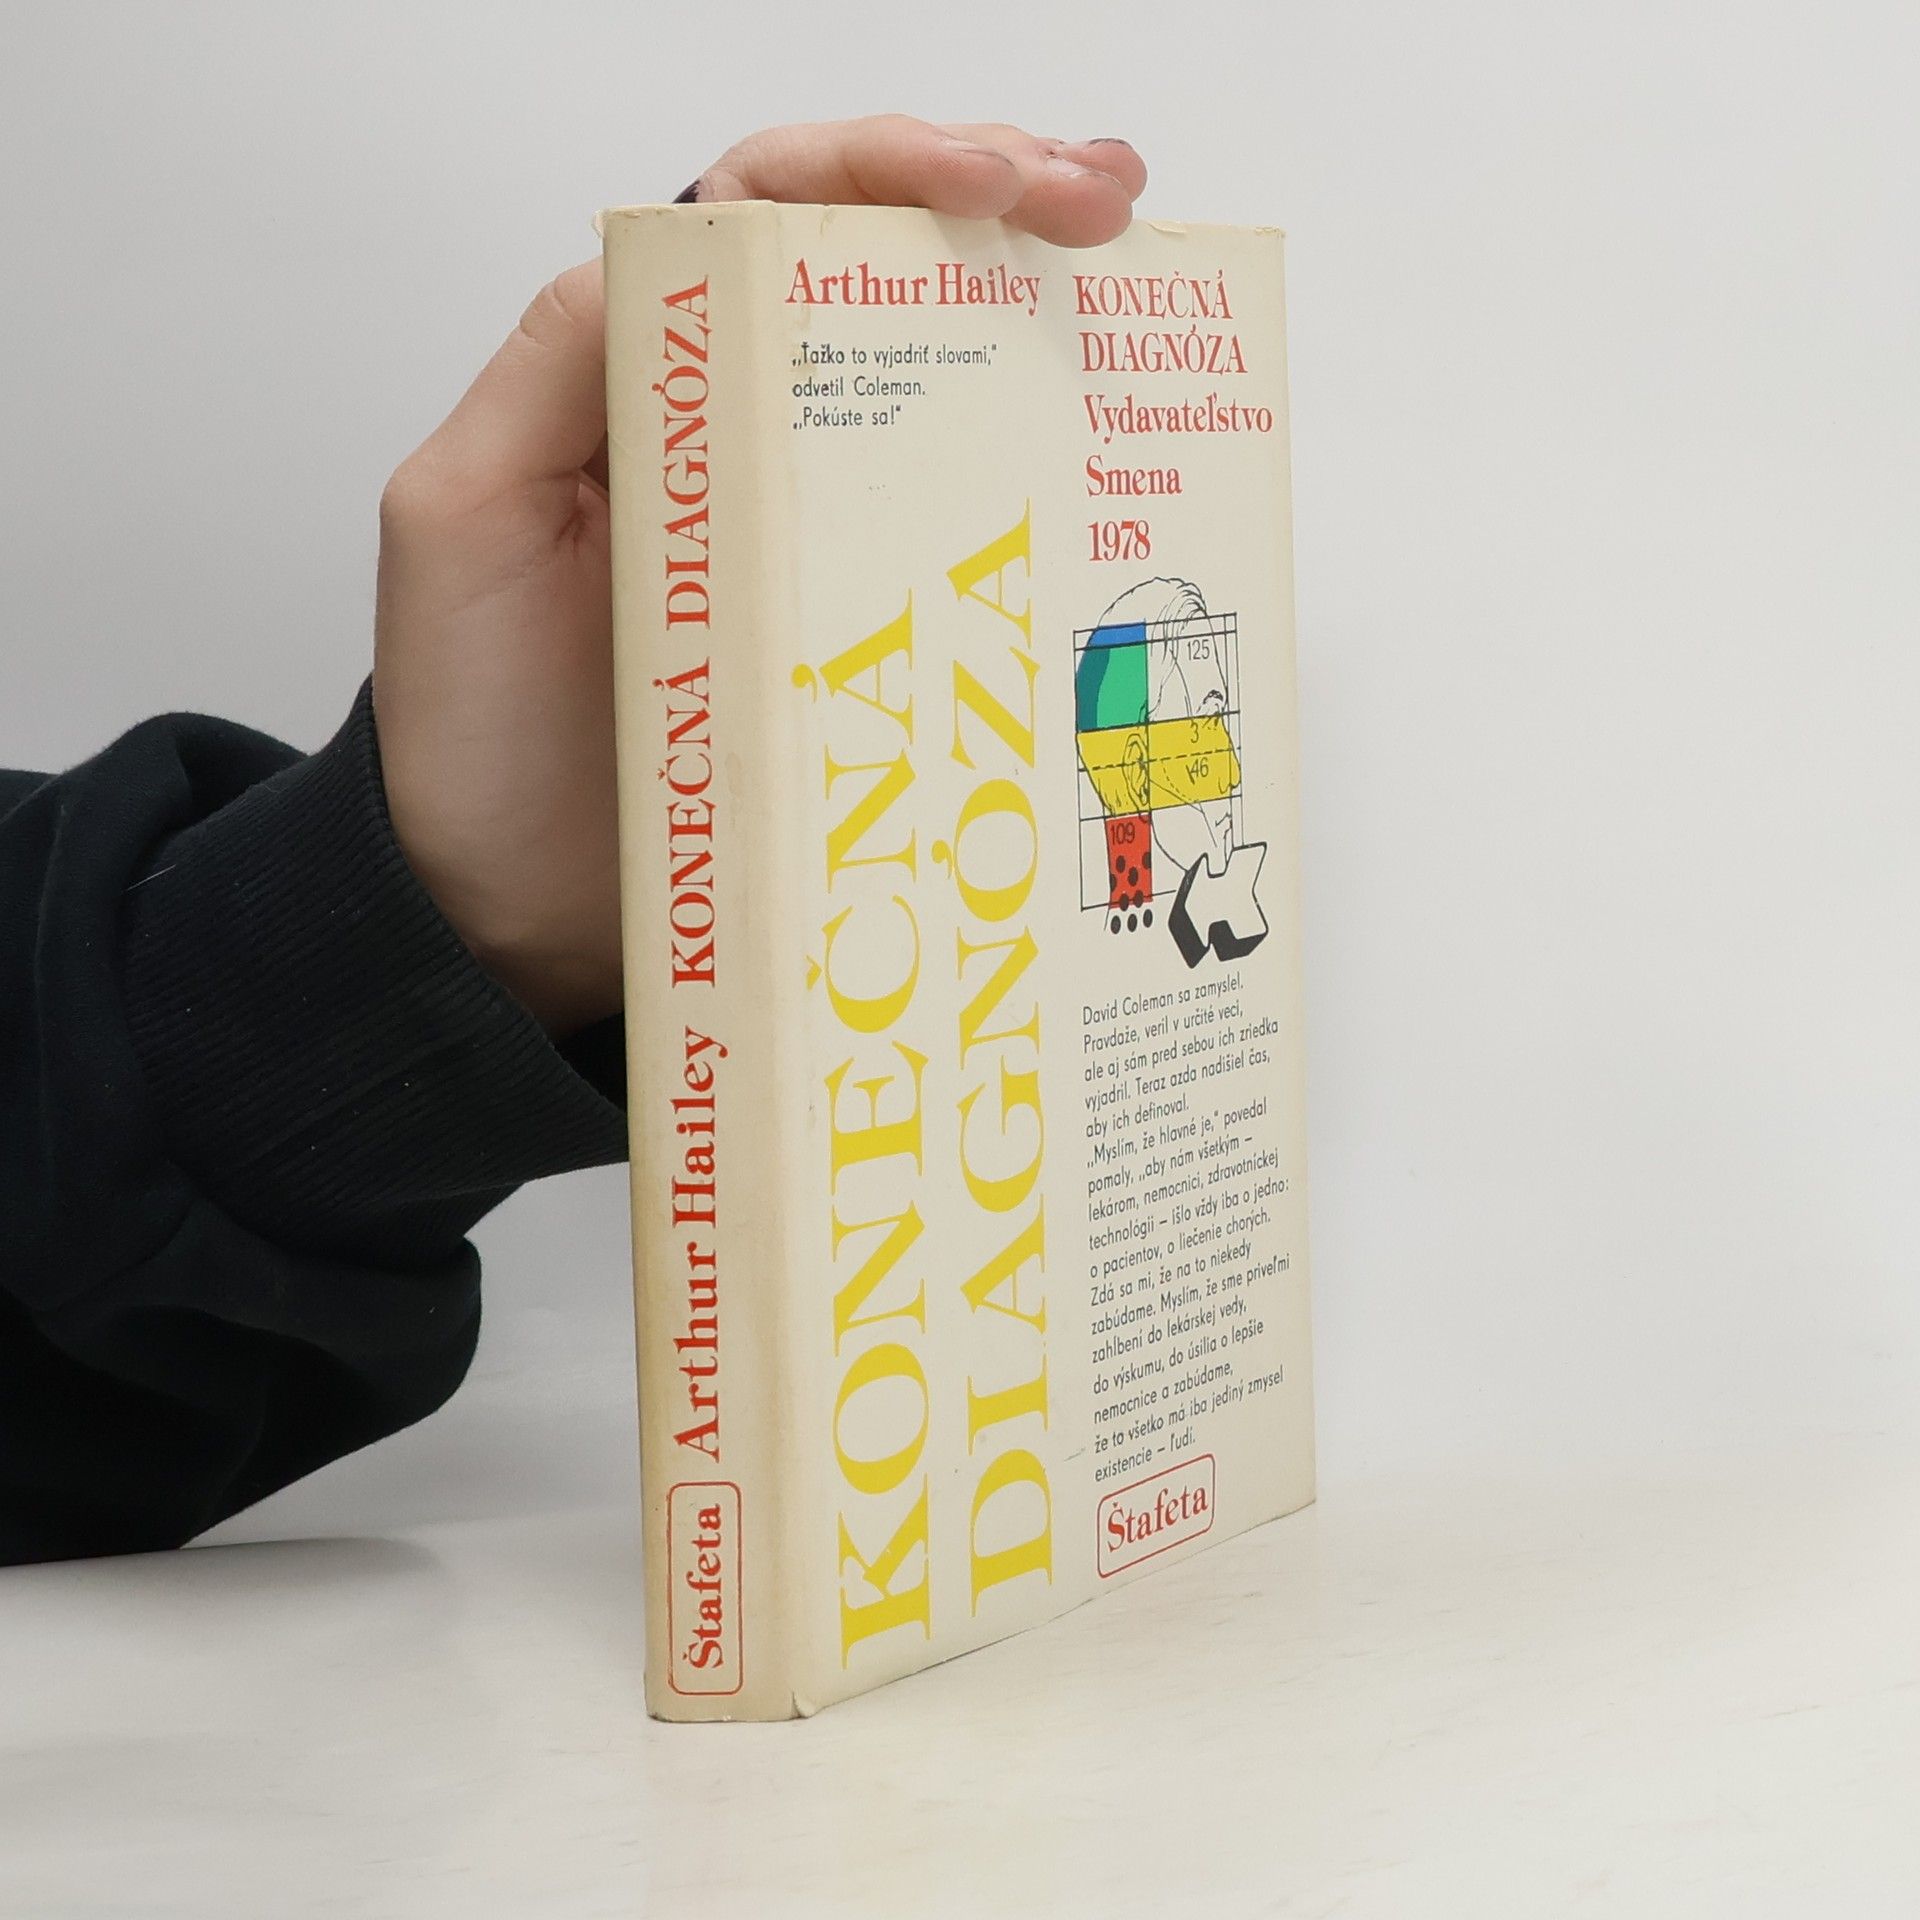 Arthur Hailey KONEČNÁ DIAGNÓZA
Štafeta
Arthur Hailey
„Ťažko to vyjadriť slovami,“
odvetil Coleman.
„Pokúste sa!“
KONEČNÁ
DIAGNÓZA
KONEČNÁ
DIAGNÓZA
Vydavateľstvo
Smena
1978
125
3
46
109
David Coleman sa zamyslel.
Pravdaže, veril v určité veci,
ale aj sám pred sebou ich zriedka
vyjadril. Teraz azda nadišiel čas,
aby ich definoval.
„Myslím, že hlavné je,“ povedal
pomaly, „aby nám všetkým –
lekárom, nemocnici, zdravotníckej
technológii – išlo vždy iba o jedno:
o pacientov, o liečenie chorých.
Zdá sa mi, že na to niekedy
zabúdame. Myslím, že sme priveľmi
zahĺbení do lekárskej vedy,
do výskumu, do úsilia o lepšie
nemocnice a zabúdame,
že to všetko má iba jediný zmysel
existencie – ľudí.
Štafeta